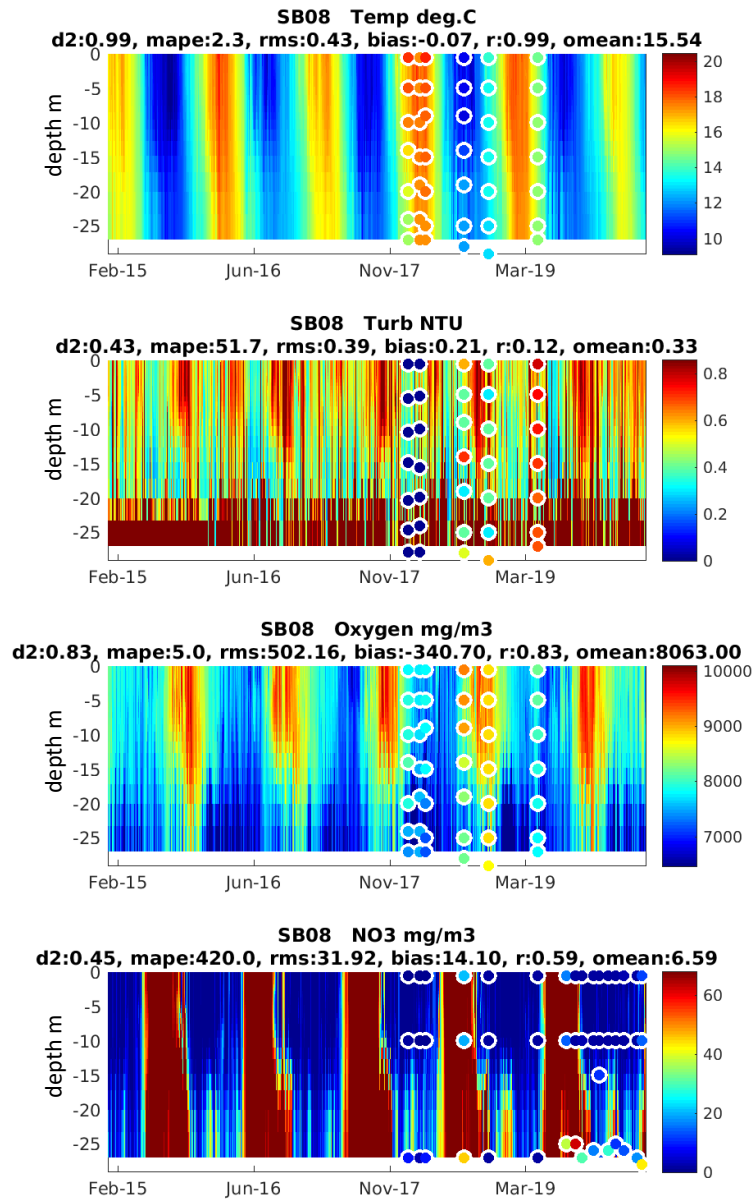 SB08 Temp deg.C
d2:0.99, mape:2.3, rms:0.43, bias:-0.07, r:0.99, omean:15.54
0
-5
-10
-15
-20
-25
depth m
Feb-15 Jun-16 Nov-17 Mar-19
20
18
16
14
12
10
SB08 Turb NTU
d2:0.43, mape:51.7, rms:0.39, bias:0.21, r:0.12, omean:0.33
0
-5
-10
-15
-20
-25
depth m
Feb-15 Jun-16 Nov-17 Mar-19
0.8
0.6
0.4
0.2
0
SB08 Oxygen mg/m3
d2:0.83, mape:5.0, rms:502.16, bias:-340.70, r:0.83, omean:8063.00
0
-5
-10
-15
-20
-25
depth m
Feb-15 Jun-16 Nov-17 Mar-19
10000
9000
8000
7000
SB08 NO3 mg/m3
d2:0.45, mape:420.0, rms:31.92, bias:14.10, r:0.59, omean:6.59
0
-5
-10
-15
-20
-25
depth m
Feb-15 Jun-16 Nov-17 Mar-19
60
40
20
0